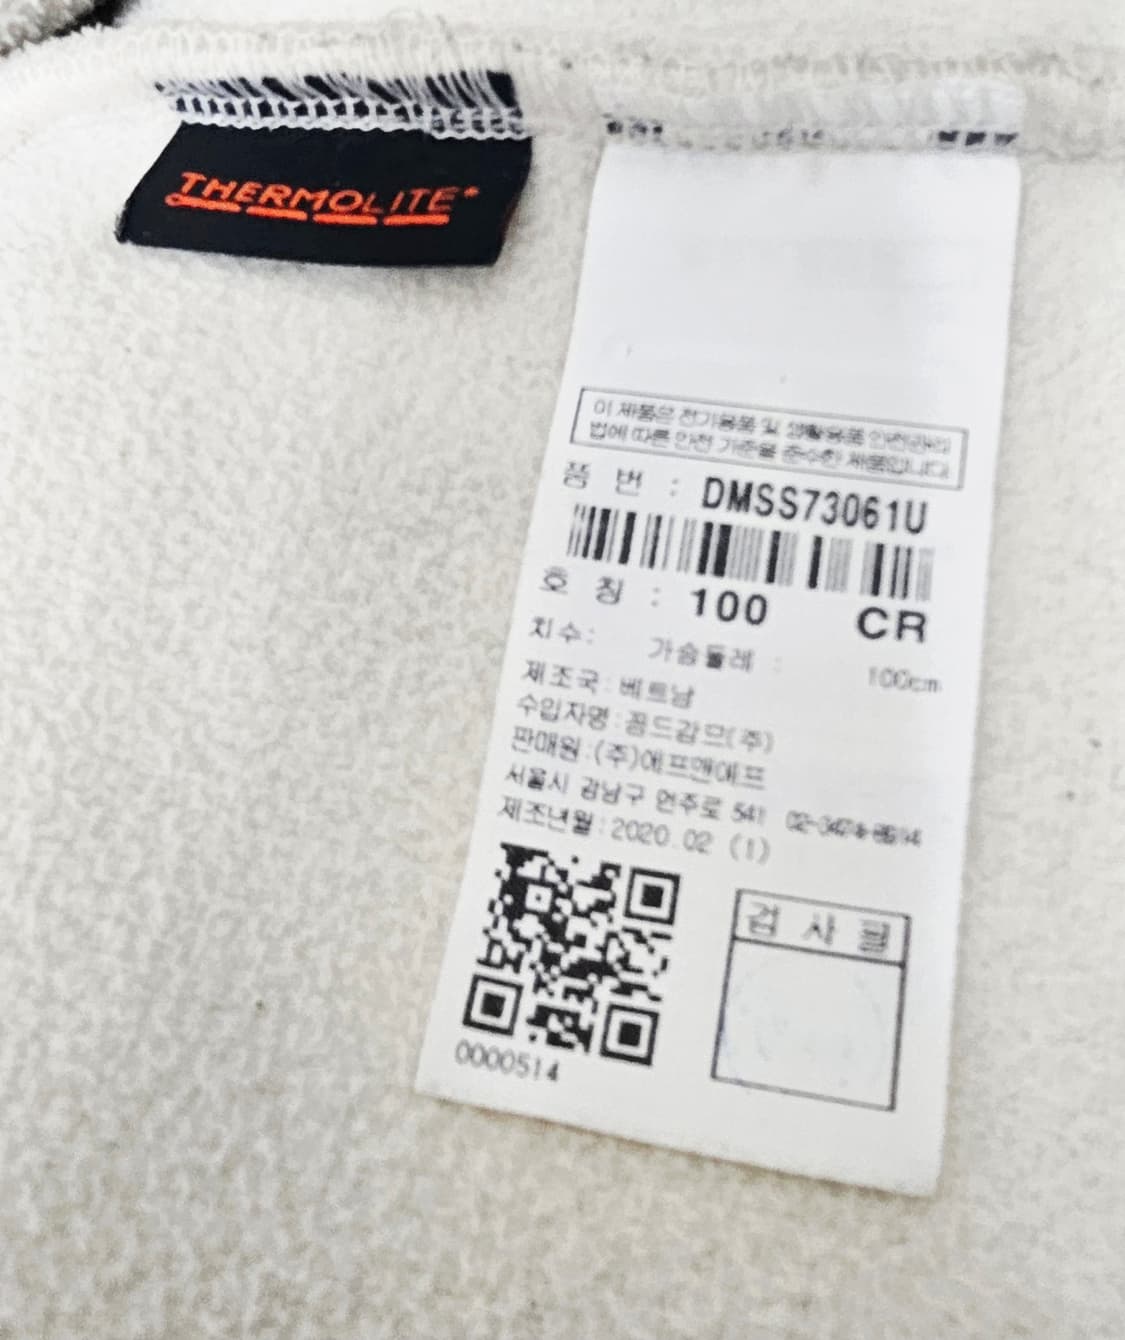 THERMOLITE
이 제품은 전기용품 및 생활용품 안전관리
법에 따른 안전 기준을 준수한 제품입니다.
품 번 : DMSS73061U
호 칭 : 100 CR
치수: 가슴둘레 : 100cm
제조국:베트남
수입자명:꼼드감므(주)
판매원:(주)에프앤에프
서울시 강남구 언주로 541
제조년월:2020.02 (1)
0000514
검 사 필